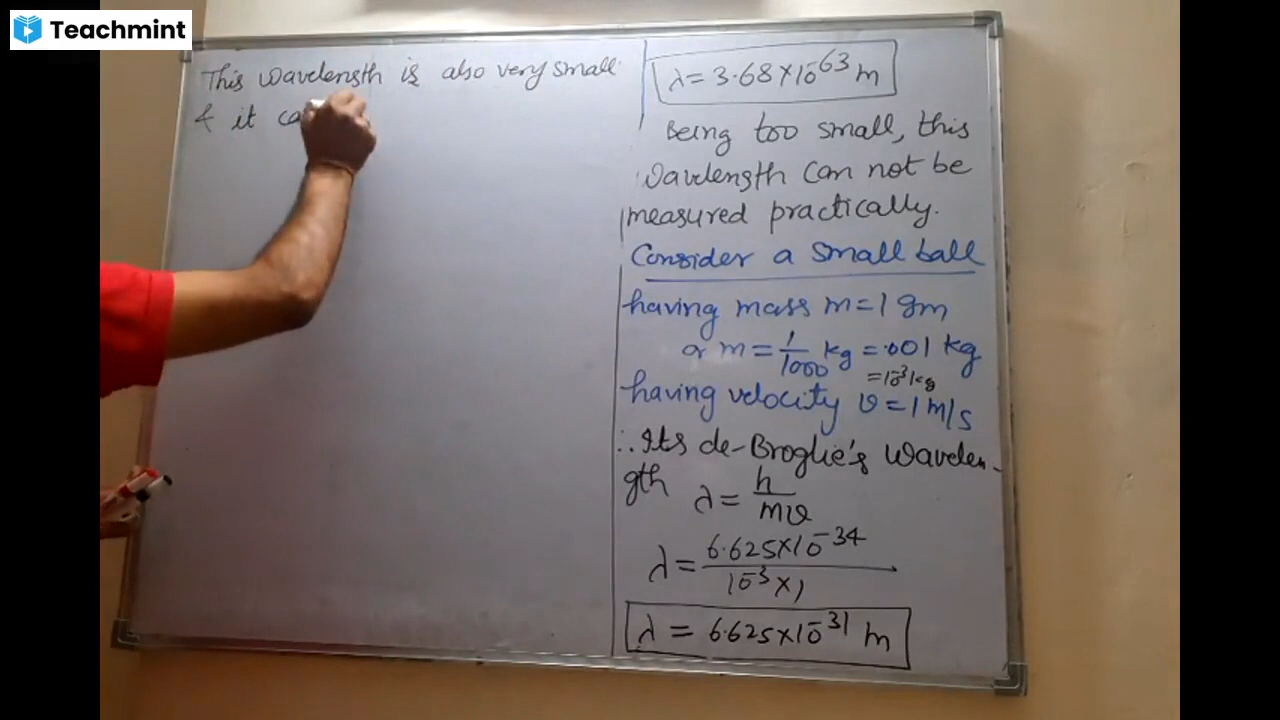 Teachmint
This wavelength is also very small
& it ca
λ = 3.68 × 10⁻⁶³ m
Being too small, this
wavelength can not be
measured practically.
Consider a small ball
having mass m = 1 gm
or m = 1/1000 kg = .001 kg
= 10⁻³ kg
having velocity v = 1 m/s
∴ Its de-Broglie's wavelen-
gth λ = h/mv
λ = 6.625×10⁻³⁴/10⁻³×1
λ = 6.625×10⁻³¹ m